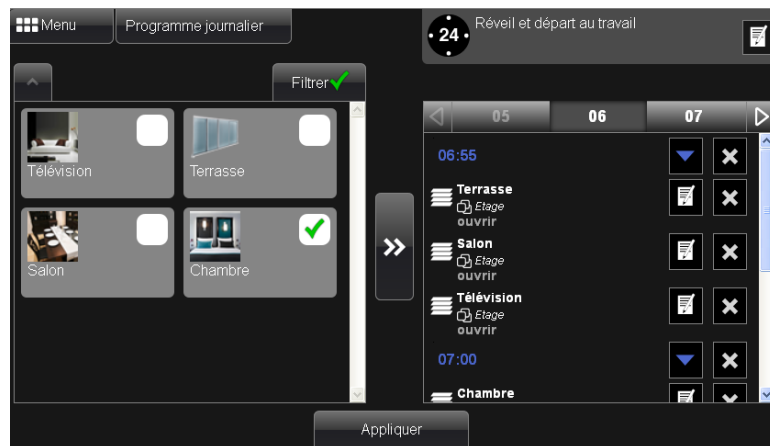 Menu
Programme journalier
24
Réveil et départ au travail
Filtrer
05 06 07
Télévision
Terrasse
Salon
Chambre
06:55
Terrasse
Etage
ouvrir
Salon
Etage
ouvrir
Télévision
Etage
ouvrir
07:00
Chambre
Appliquer